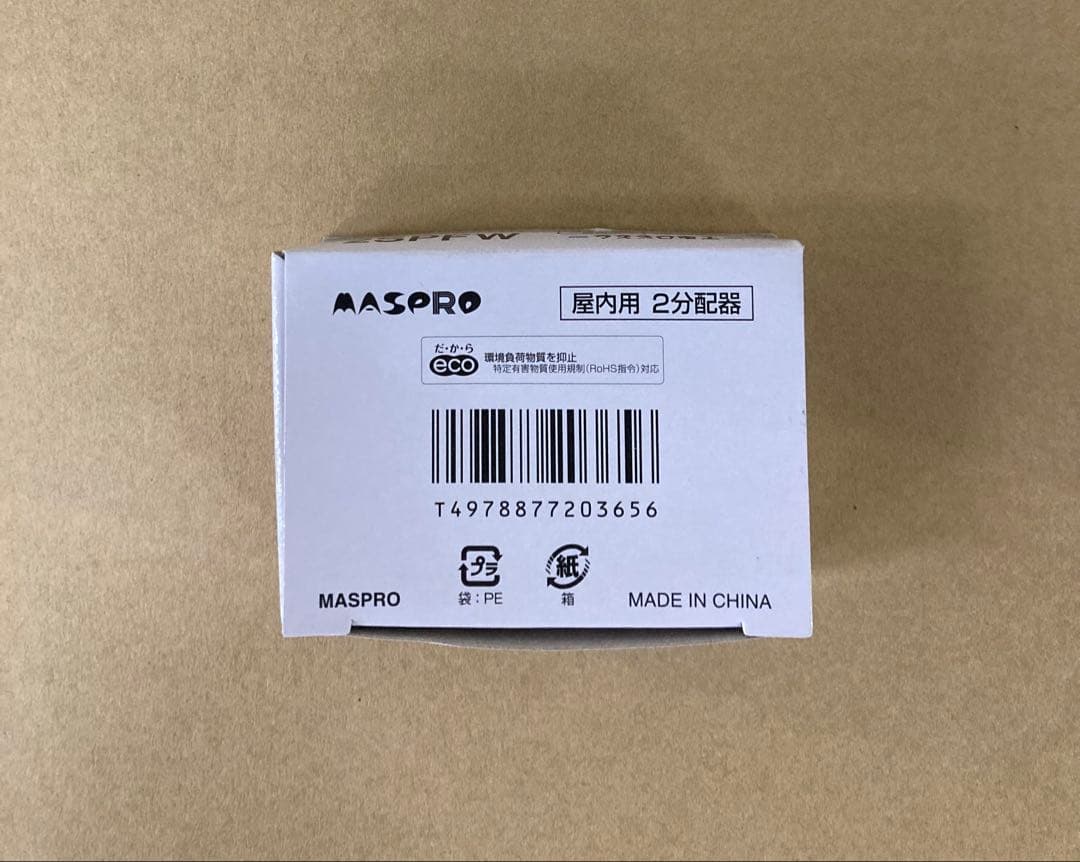 MASPRO
屋内用 2分配器
だ・か・ら
eco
環境負荷物質を抑止
特定有害物質使用規制(RoHS指令)対応
T4978877203656
プラ
紙
袋:PE
箱
MASPRO
MADE IN CHINA